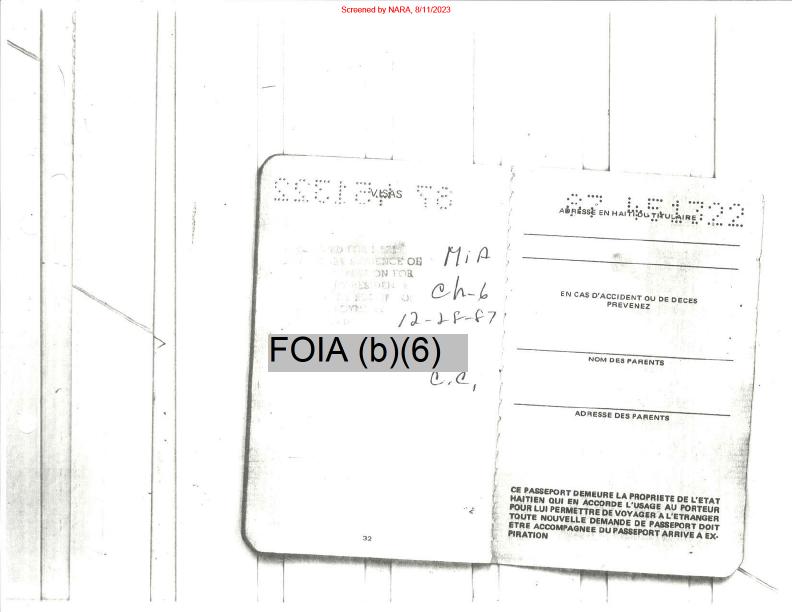 Screened by NARA, 8/11/2023
VISAS
MIA
Ch-6
12-28-87
FOIA (b)(6)
C.C,
32
87 451722
ADRESSE EN HAITI DU TITULAIRE
EN CAS D'ACCIDENT OU DE DECES
PREVENEZ
NOM DES PARENTS
ADRESSE DES PARENTS
CE PASSEPORT DEMEURE LA PROPRIETE DE L'ETAT
HAITIEN QUI EN ACCORDE L'USAGE AU PORTEUR
POUR LUI PERMETTRE DE VOYAGER A L'ETRANGER
TOUTE NOUVELLE DEMANDE DE PASSEPORT DOIT
ETRE ACCOMPAGNEE DU PASSEPORT ARRIVE A EX-
PIRATION